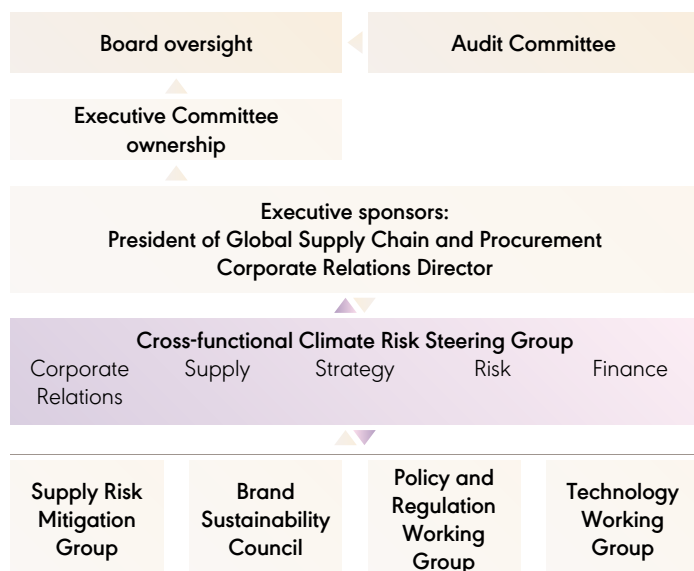 Board oversight
Audit Committee
Executive Committee
ownership
Executive sponsors:
President of Global Supply Chain and Procurement
Corporate Relations Director
Cross-functional Climate Risk Steering Group
Corporate
Relations
Supply
Strategy
Risk
Finance
Supply Risk
Mitigation
Group
Brand
Sustainability
Council
Policy and
Regulation
Working
Group
Technology
Working
Group